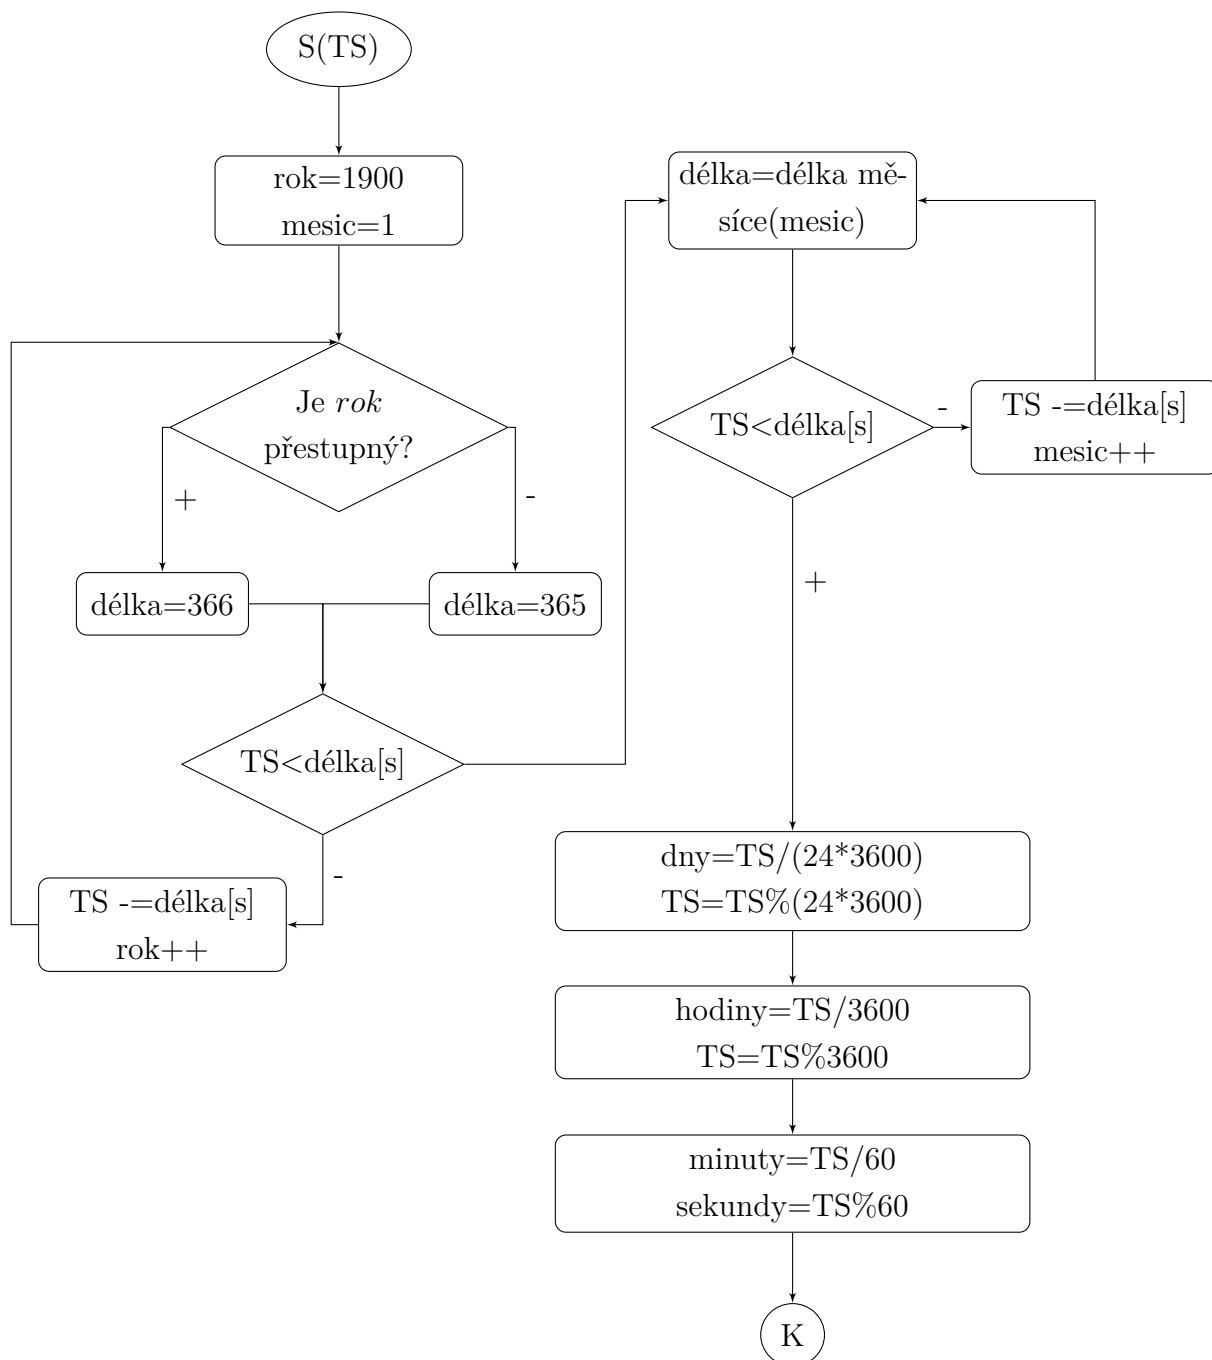 S(TS)
rok=1900
mesic=1
Je rok
přestupný?
+
-
délka=366
délka=365
TS<délka[s]
-
TS -=délka[s]
rok++
délka=délka mě-
síce(mesic)
TS<délka[s]
-
TS -=délka[s]
mesic++
+
dny=TS/(24*3600)
TS=TS%(24*3600)
hodiny=TS/3600
TS=TS%3600
minuty=TS/60
sekundy=TS%60
K